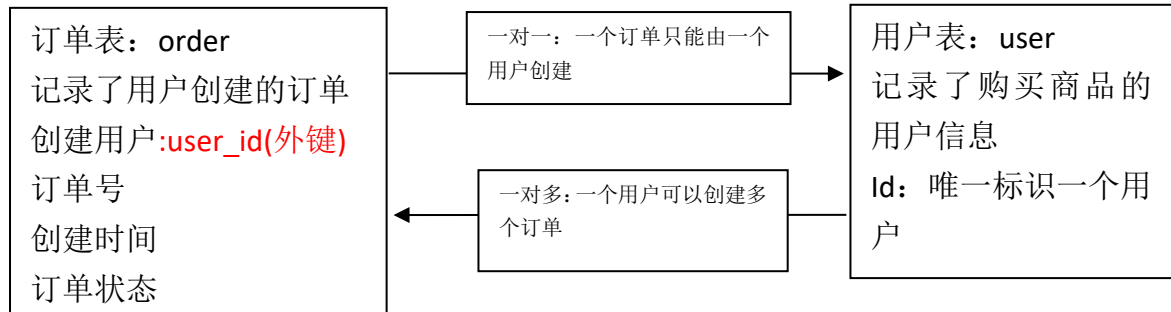 订单表：order
记录了用户创建的订单
创建用户:user_id(外键)
订单号
创建时间
订单状态
一对一：一个订单只能由一个
用户创建
一对多：一个用户可以创建多
个订单
用户表：user
记录了购买商品的
用户信息
Id：唯一标识一个用
户